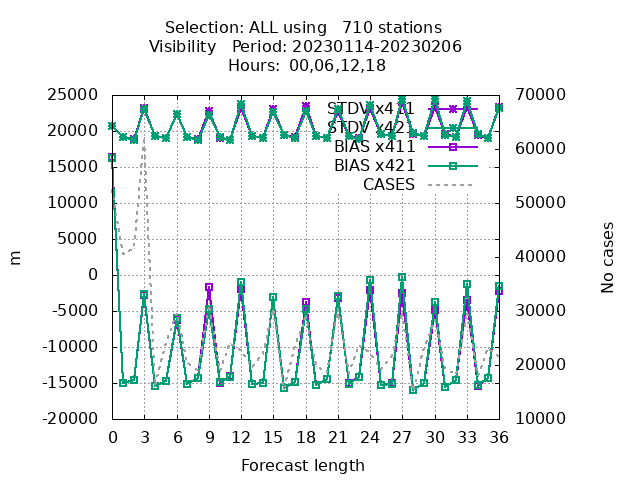 Selection: ALL using   710 stations
Visibility   Period: 20230114-20230206
Hours: 00,06,12,18
25000
20000
15000
10000
5000
0
-5000
-10000
-15000
-20000
m
70000
60000
50000
40000
30000
20000
10000
No cases
STDV x411
STDV x421
BIAS x411
BIAS x421
CASES
0 3 6 9 12 15 18 21 24 27 30 33 36
Forecast length